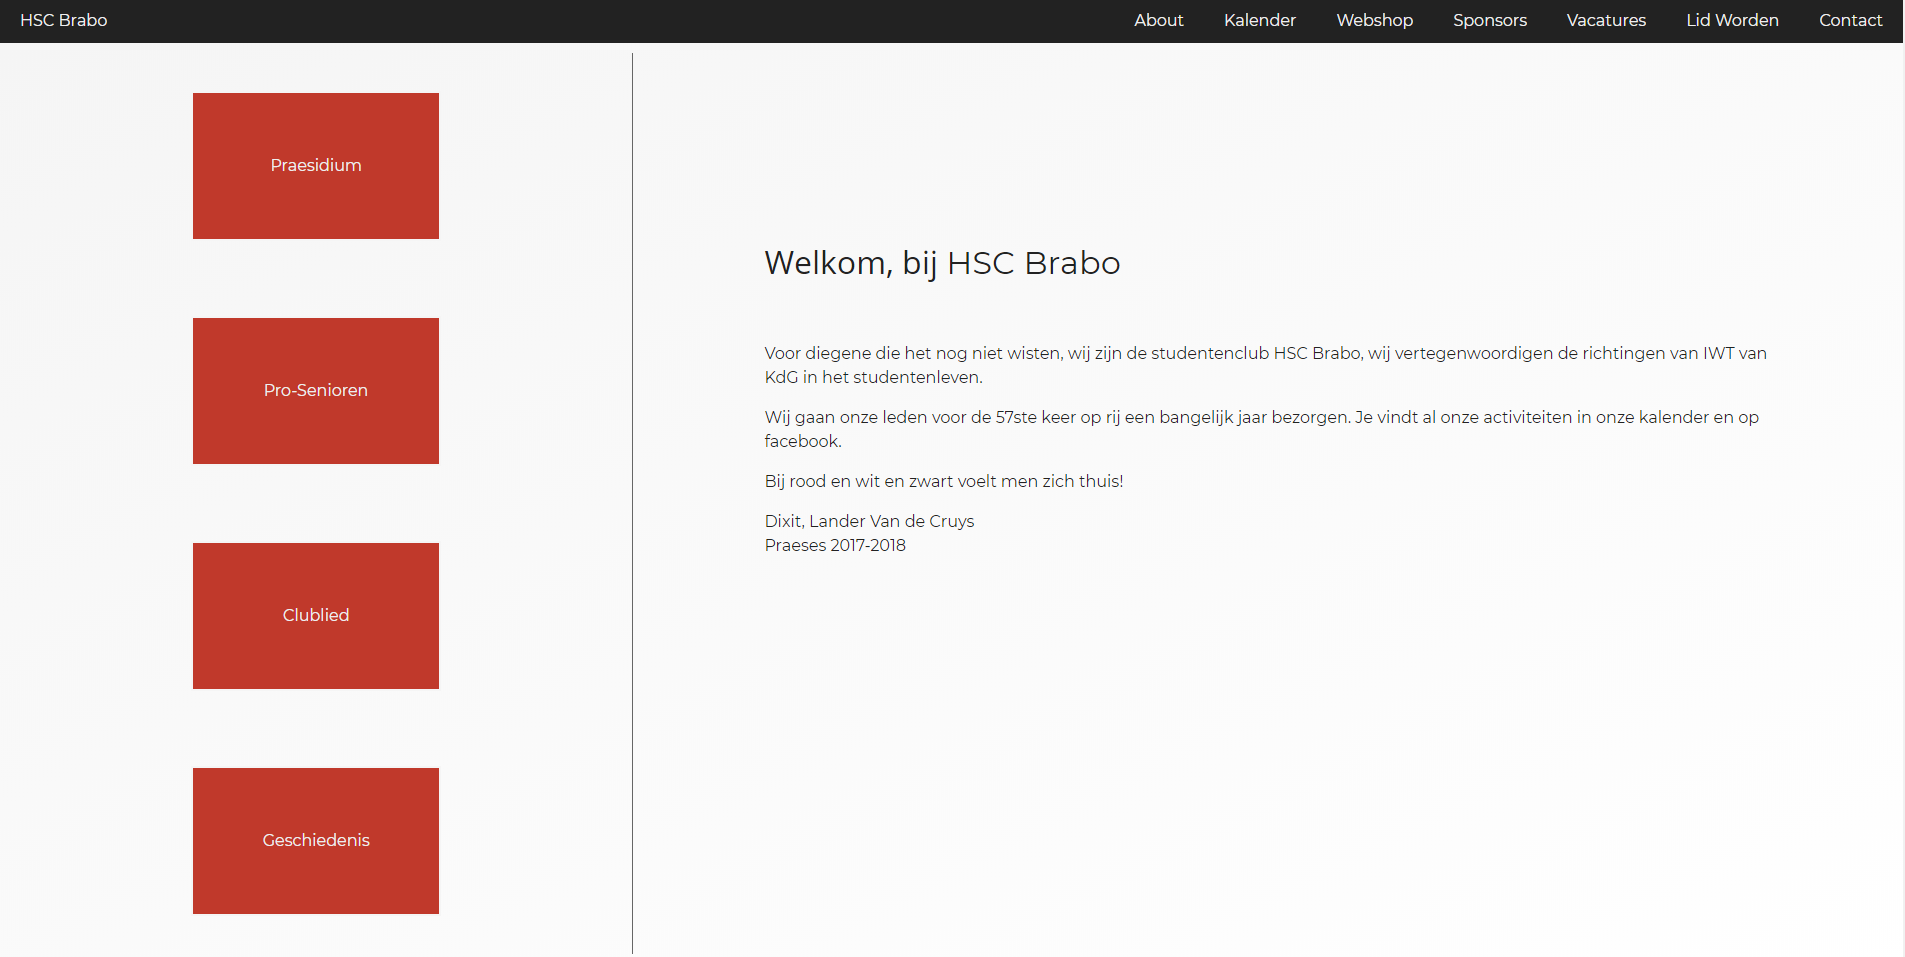 HSC Brabo
About Kalender Webshop Sponsors Vacatures Lid Worden Contact
Praesidium
Pro-Senioren
Clublied
Geschiedenis
Welkom, bij HSC Brabo
Voor diegene die het nog niet wisten, wij zijn de studentenclub HSC Brabo, wij vertegenwoordigen de richtingen van IWT van
KdG in het studentenleven.
Wij gaan onze leden voor de 57ste keer op rij een bangelijk jaar bezorgen. Je vindt al onze activiteiten in onze kalender en op
facebook.
Bij rood en wit en zwart voelt men zich thuis!
Dixit, Lander Van de Cruys
Praeses 2017-2018